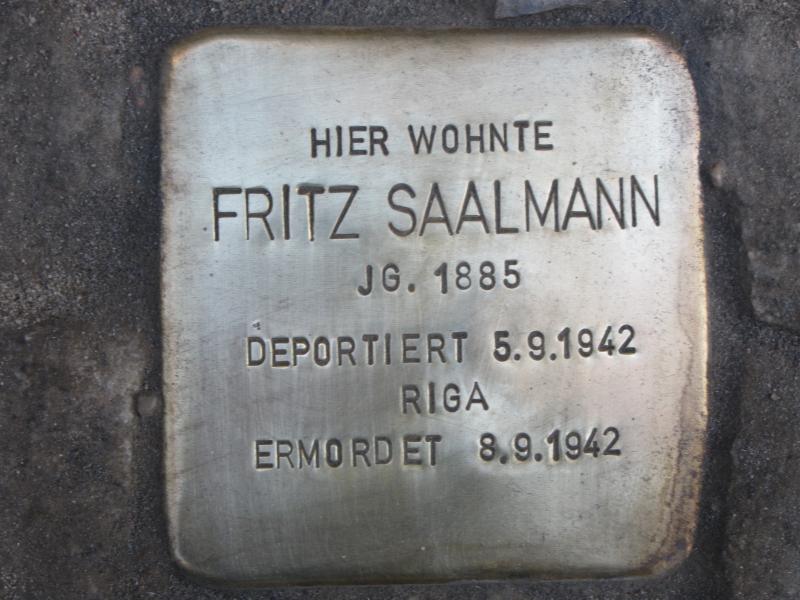 HIER WOHNTE
FRITZ SAALMANN
JG. 1885
DEPORTIERT 5.9.1942
RIGA
ERMORDET 8.9.1942